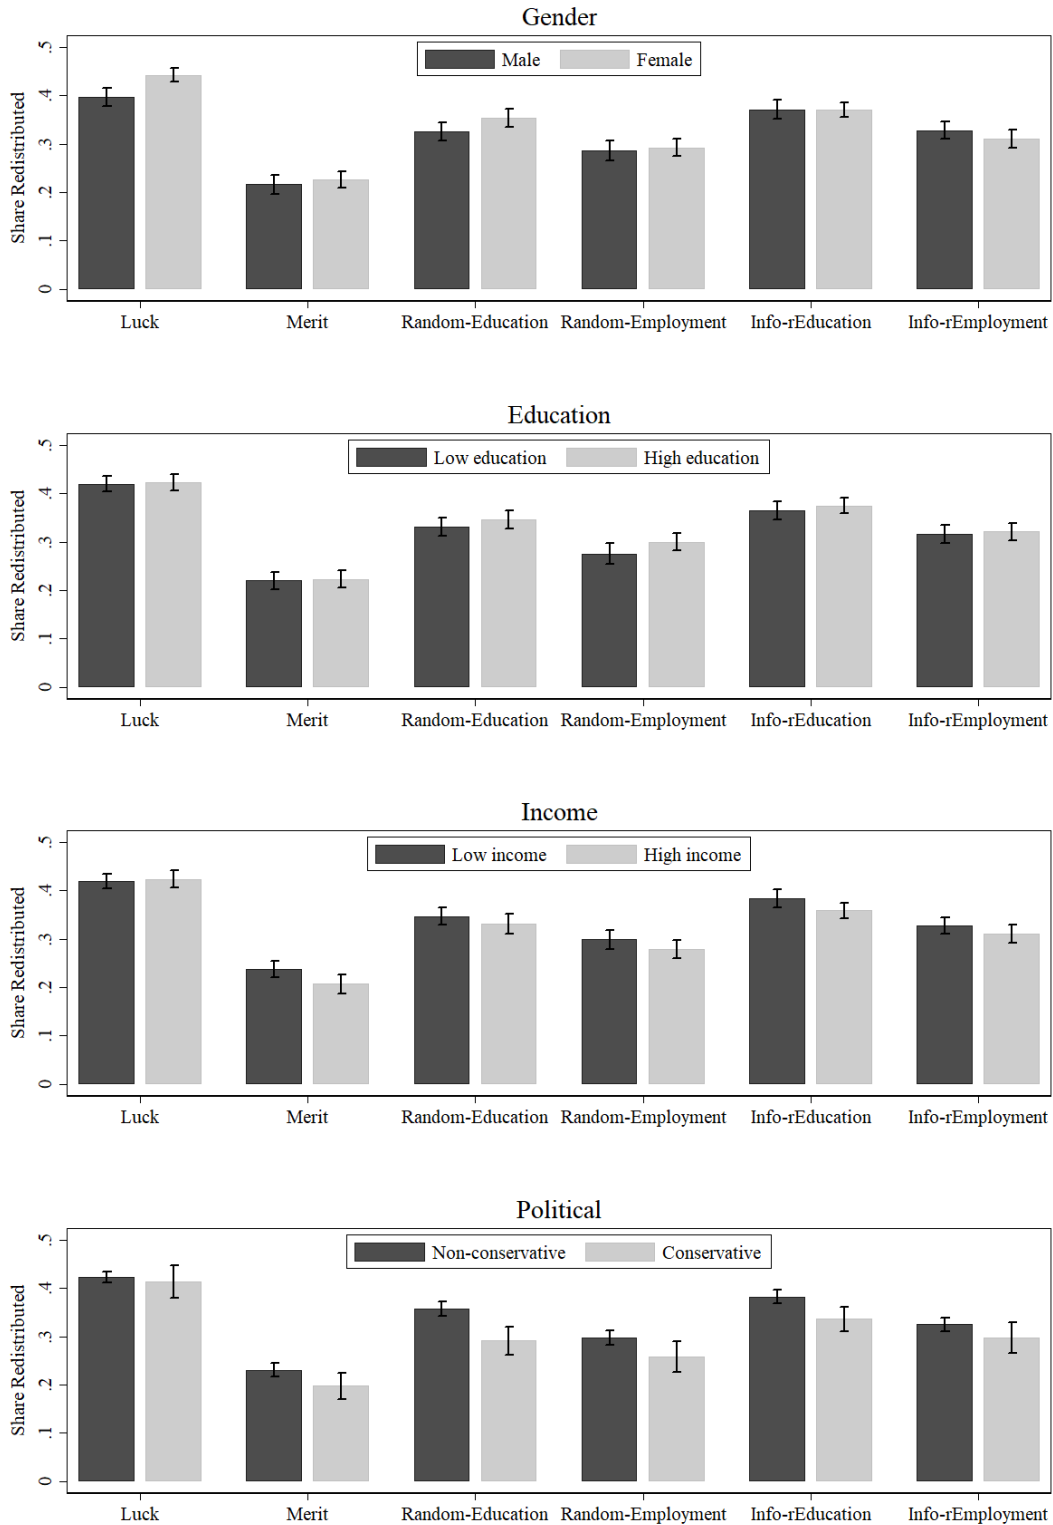 Gender
Male Female
Share Redistributed
.5
.4
.3
.2
.1
0
Luck Merit Random-Education Random-Employment Info-rEducation Info-rEmployment
Education
Low education High education
Share Redistributed
.5
.4
.3
.2
.1
0
Luck Merit Random-Education Random-Employment Info-rEducation Info-rEmployment
Income
Low income High income
Share Redistributed
.5
.4
.3
.2
.1
0
Luck Merit Random-Education Random-Employment Info-rEducation Info-rEmployment
Political
Non-conservative Conservative
Share Redistributed
.5
.4
.3
.2
.1
0
Luck Merit Random-Education Random-Employment Info-rEducation Info-rEmployment